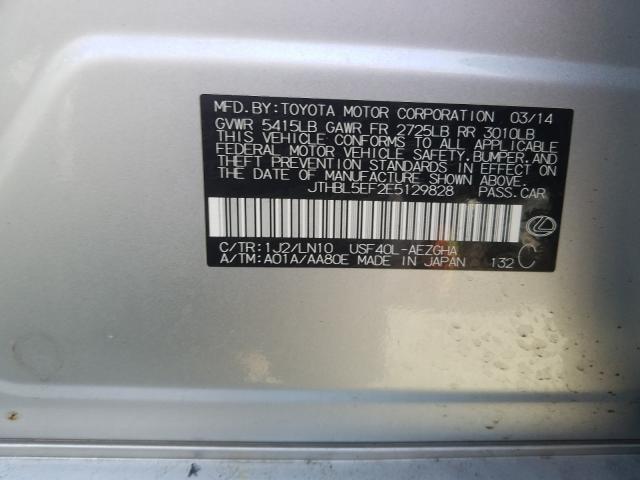 MFD.BY:TOYOTA MOTOR CORPORATION 03/14
GVWR 5415LB GAWR FR 2725LB RR 3010LB
THIS VEHICLE CONFORMS TO ALL APPLICABLE
FEDERAL MOTOR VEHICLE SAFETY,BUMPER,AND
THEFT PREVENTION STANDARDS IN EFFECT ON
THE DATE OF MANUFACTURE SHOWN ABOVE.
JTHBL5EF2E5129828 PASS.CAR
C/TR:1J2/LN10 USF40L-AEZGHA
A/TM:A01A/AA80E MADE IN JAPAN 132 C